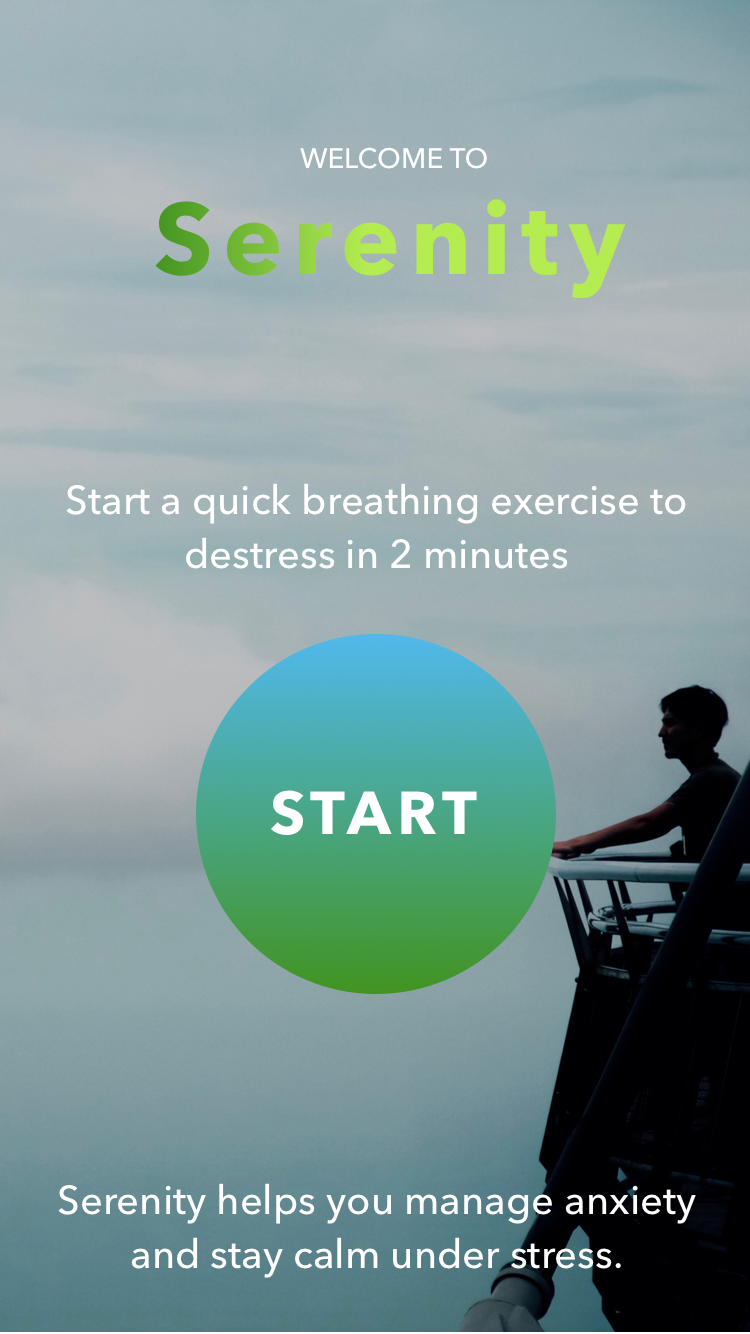 WELCOME TO
Serenity
Start a quick breathing exercise to
destress in 2 minutes
START
Serenity helps you manage anxiety
and stay calm under stress.